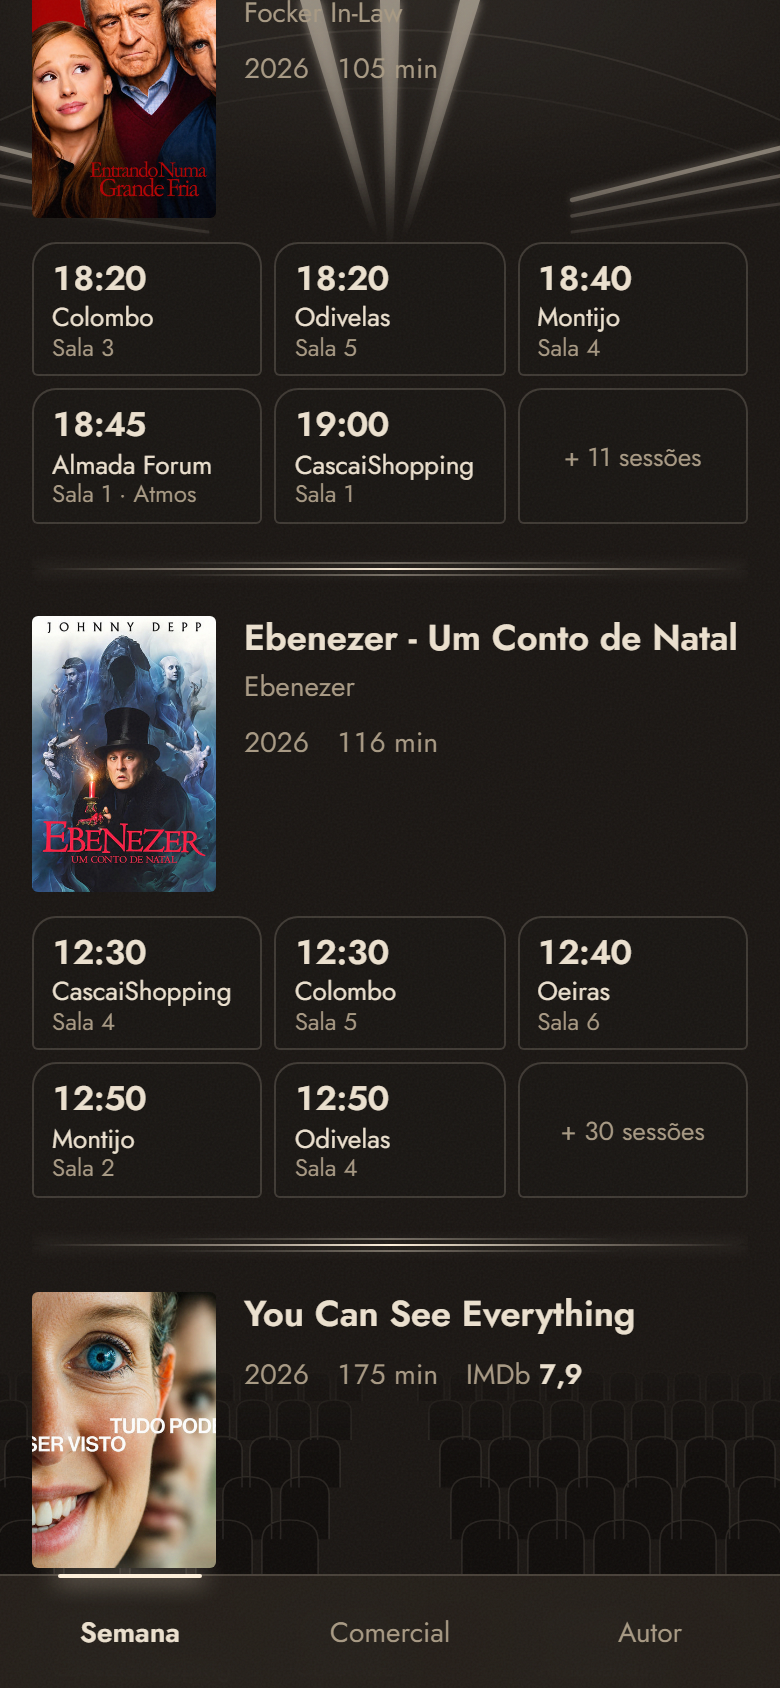 Focker In-Law
2026 105 min
Entrando Numa
Grande Fria
18:20
Colombo
Sala 3
18:20
Odivelas
Sala 5
18:40
Montijo
Sala 4
18:45
Almada Forum
Sala 1 · Atmos
19:00
CascaiShopping
Sala 1
+ 11 sessões
JOHNNY DEPP
EBENEZER
UM CONTO DE NATAL
Ebenezer - Um Conto de Natal
Ebenezer
2026 116 min
12:30
CascaiShopping
Sala 4
12:30
Colombo
Sala 5
12:40
Oeiras
Sala 6
12:50
Montijo
Sala 2
12:50
Odivelas
Sala 4
+ 30 sessões
You Can See Everything
2026 175 min IMDb 7,9
TUDO PODE
SER VISTO
Semana
Comercial
Autor